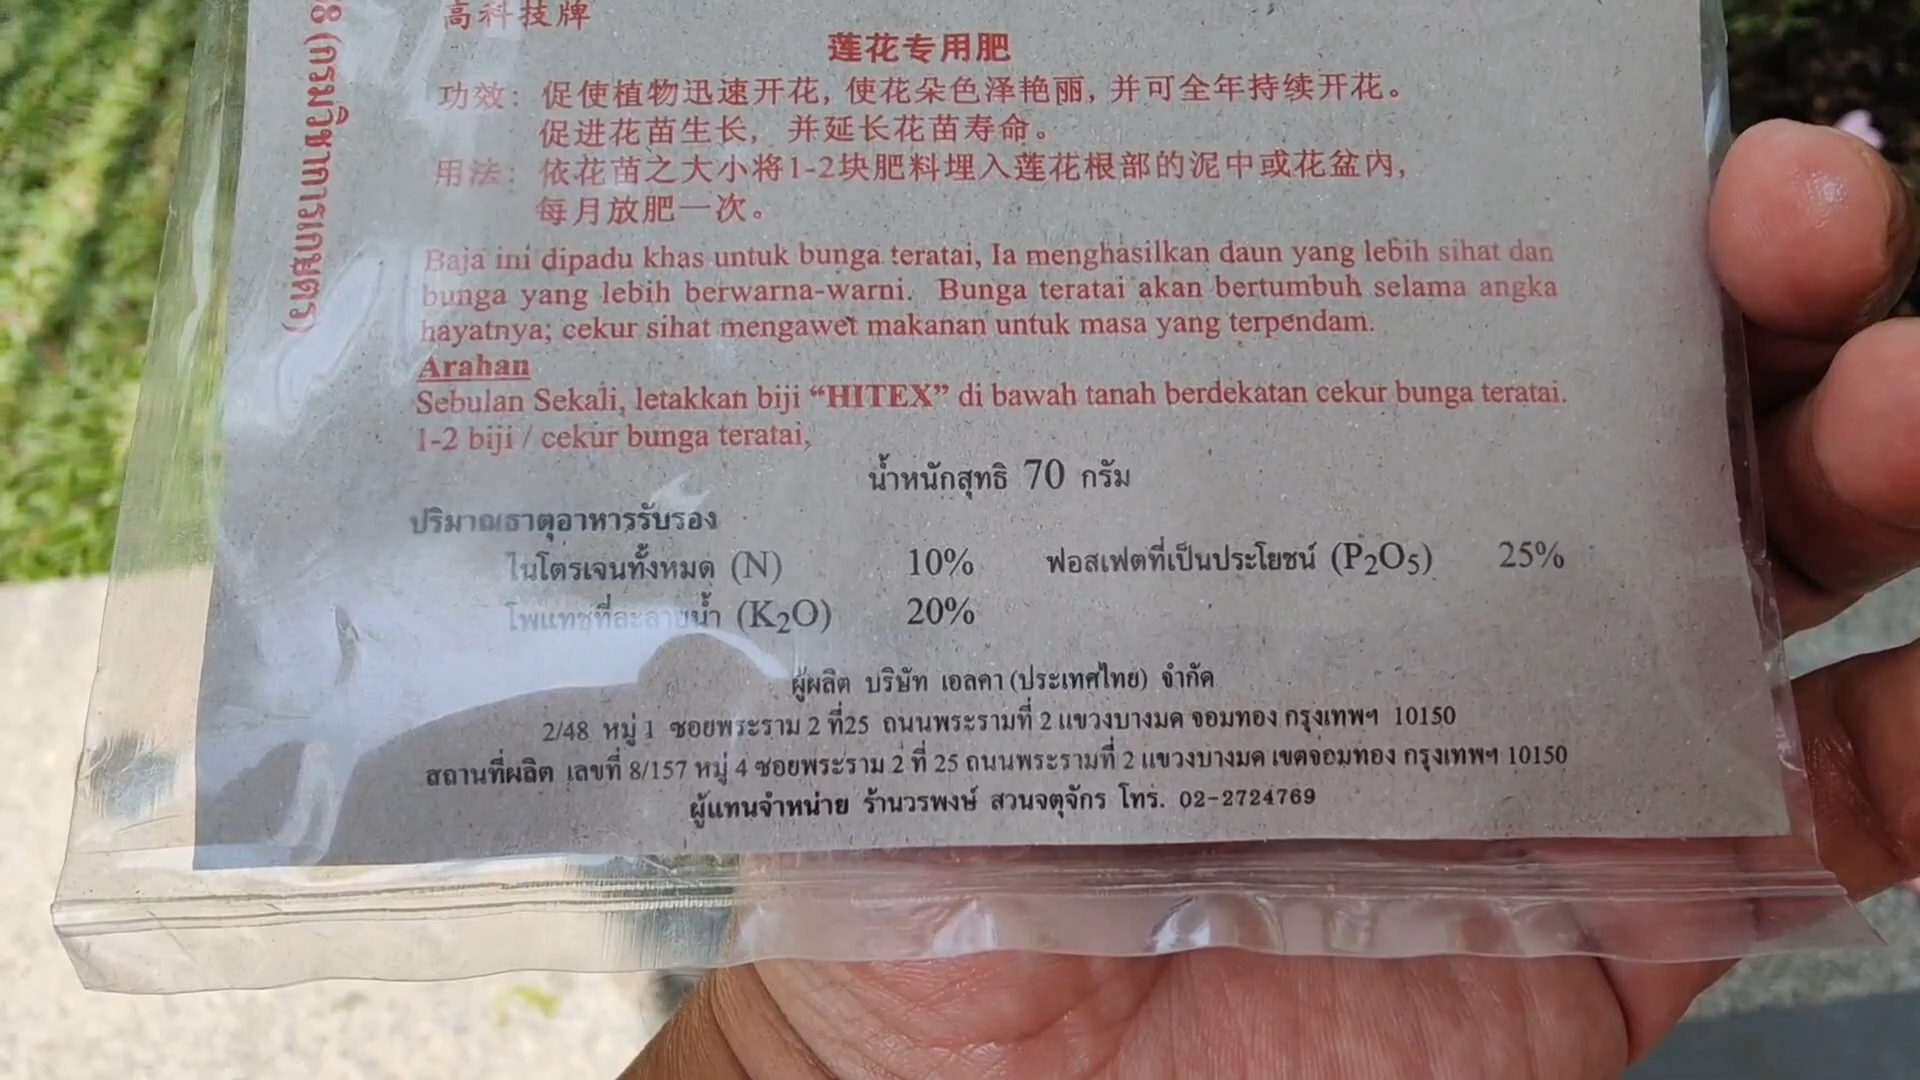 高科技牌
莲花专用肥
功效: 促使植物迅速开花, 使花朵色泽艳丽, 并可全年持续开花。
促进花苗生长, 并延长花苗寿命。
用法: 依花苗之大小将1-2块肥料埋入莲花根部的泥中或花盆内,
每月放肥一次。
Baja ini dipadu khas untuk bunga teratai, Ia menghasilkan daun yang lebih sihat dan
bunga yang lebih berwarna-warni. Bunga teratai akan bertumbuh selama angka
hayatnya; cekur sihat mengawet makanan untuk masa yang terpendam.
Arahan
Sebulan Sekali, letakkan biji “HITEX” di bawah tanah berdekatan cekur bunga teratai.
1-2 biji / cekur bunga teratai,
น้ำหนักสุทธิ 70 กรัม
ปริมาณธาตุอาหารรับรอง
ไนโตรเจนทั้งหมด (N) 10% ฟอสเฟตที่เป็นประโยชน์ (P2O5) 25%
โพแทชที่ละลายน้ำ (K2O) 20%
ผู้ผลิต บริษัท เอลคา (ประเทศไทย) จำกัด
2/48 หมู่ 1 ซอยพระราม 2 ที่25 ถนนพระรามที่ 2 แขวงบางมด จอมทอง กรุงเทพฯ 10150
สถานที่ผลิต เลขที่ 8/157 หมู่ 4 ซอยพระราม 2 ที่ 25 ถนนพระรามที่ 2 แขวงบางมด เขตจอมทอง กรุงเทพฯ 10150
ผู้แทนจำหน่าย ร้านวรพงษ์ สวนจตุจักร โทร. 02-2724769
8 (กรมวิชาการเกษตร)